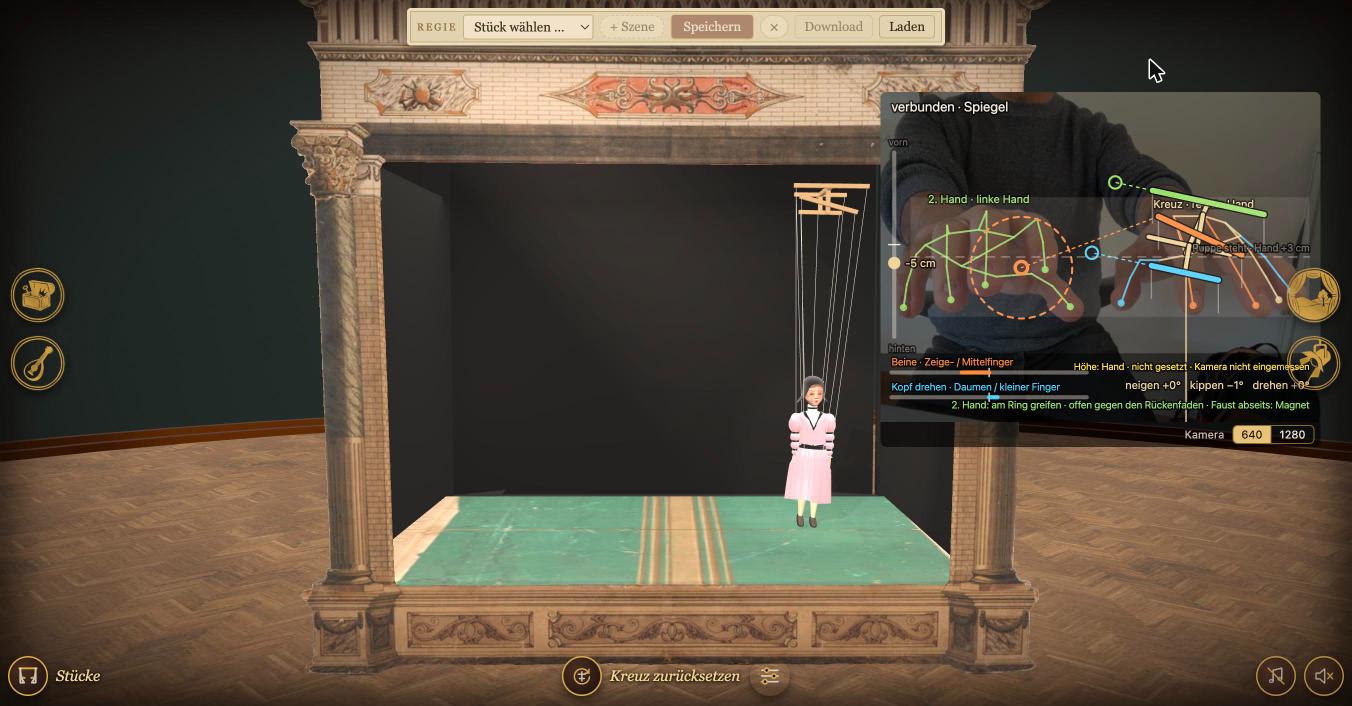 REGIE Stück wählen ... + Szene Speichern × Download Laden
verbunden · Spiegel
vorn
2. Hand · linke Hand
Kreuz · Hand
Puppe steht · Hand +3 cm
-5 cm
hinten
Beine · Zeige- / Mittelfinger
Höhe: Hand · nicht gesetzt · Kamera nicht eingemessen
Kopf drehen · Daumen / kleiner Finger
neigen +0° kippen −1° drehen +0°
2. Hand: am Ring greifen · offen gegen den Rückenfaden · Faust abseits: Magnet
Kamera 640 1280
Stücke
Kreuz zurücksetzen